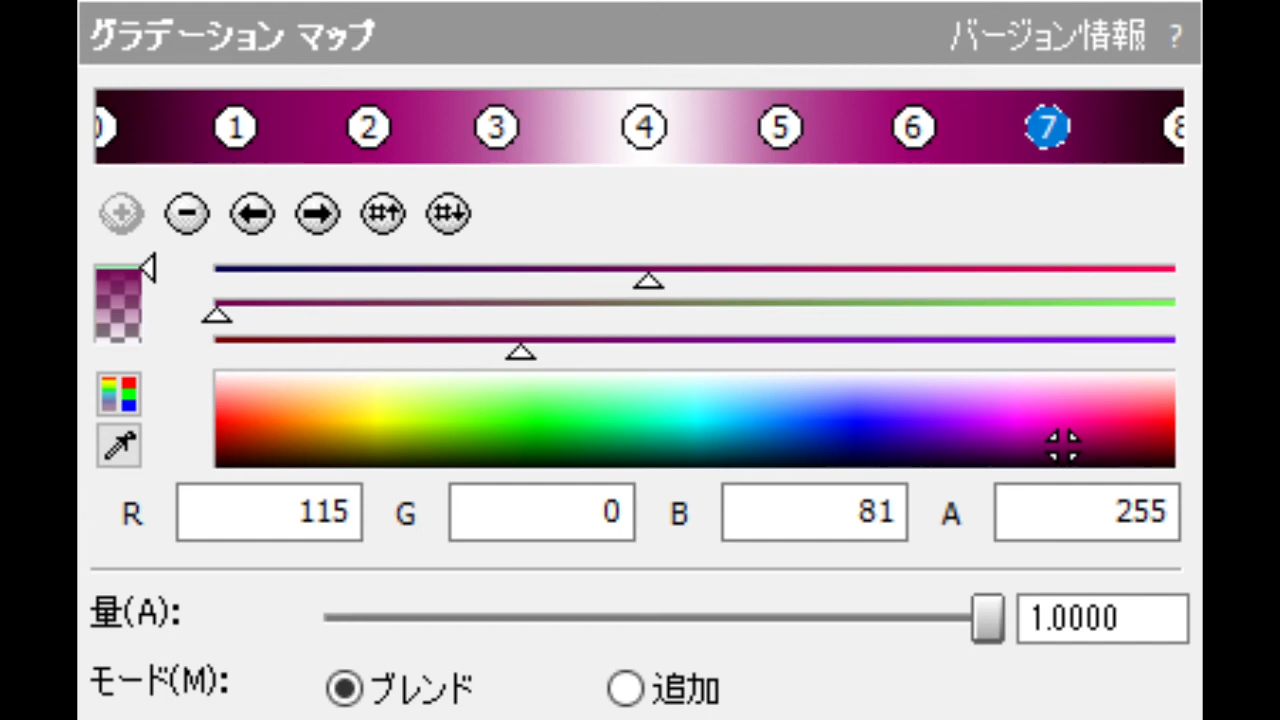 グラデーション マップ バージョン情報 ?
0 1 2 3 4 5 6 7 8
R 115 G 0 B 81 A 255
量(A): 1.0000
モード(M): ブレンド 追加